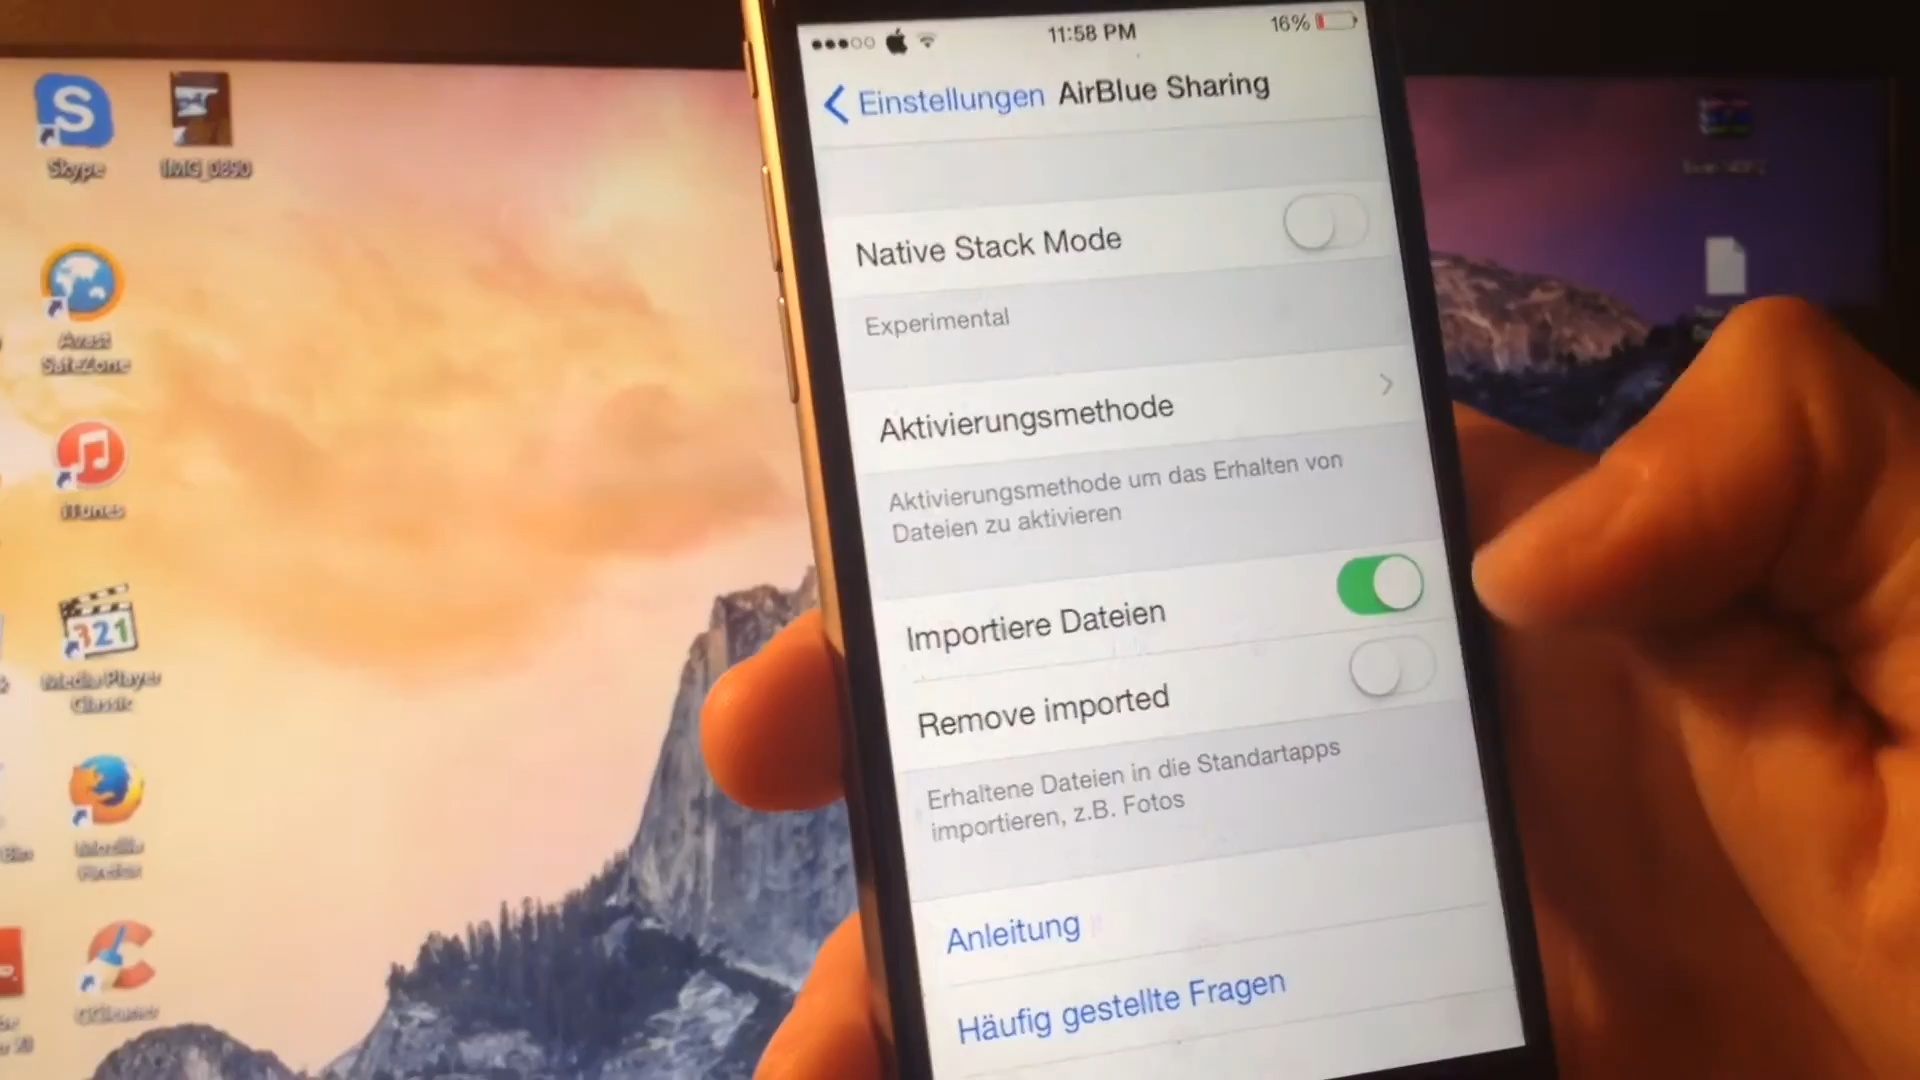 11:58 PM
16%
Einstellungen
AirBlue Sharing
Native Stack Mode
Experimental
Aktivierungsmethode
Aktivierungsmethode um das Erhalten von
Dateien zu aktivieren
Importiere Dateien
Remove imported
Erhaltene Dateien in die Standartapps
importieren, z.B. Fotos
Anleitung
Häufig gestellte Fragen
Skype
IMG_0890
Avast
SafeZone
iTunes
321
Media Player
Classic
Mozilla
Firefox
CCleaner